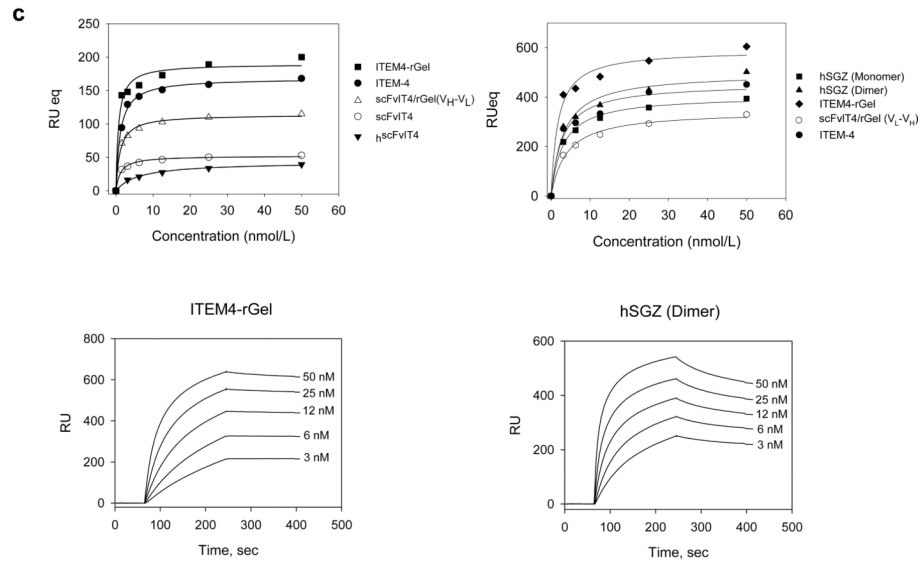 c
RU eq
250
200
150
100
50
0
0 10 20 30 40 50 60
Concentration (nmol/L)
ITEM4-rGel
ITEM-4
scFvIT4/rGel(VH-VL)
scFvIT4
hscFvIT4
RUeq
600
400
200
0
0 10 20 30 40 50 60
Concentration (nmol/L)
hSGZ (Monomer)
hSGZ (Dimer)
ITEM4-rGel
scFvIT4/rGel (VL-VH)
ITEM-4
ITEM4-rGel
RU
800
600
400
200
0
0 100 200 300 400 500
Time, sec
50 nM
25 nM
12 nM
6 nM
3 nM
hSGZ (Dimer)
RU
600
400
200
0
0 100 200 300 400 500
Time, sec
50 nM
25 nM
12 nM
6 nM
3 nM